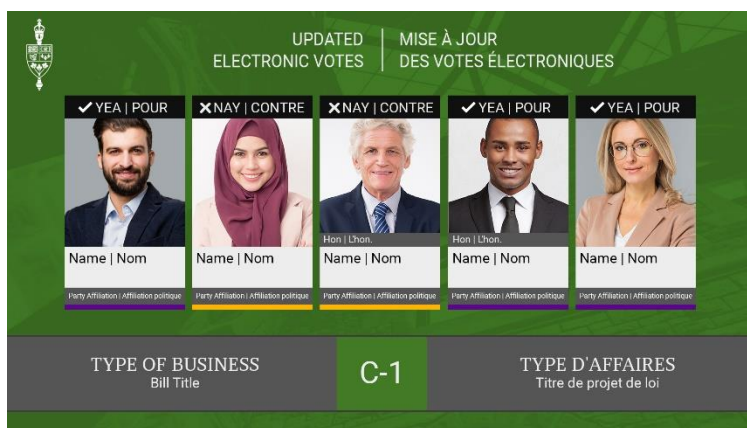 UPDATED
ELECTRONIC VOTES
MISE À JOUR
DES VOTES ÉLECTRONIQUES
✓ YEA | POUR
✕ NAY | CONTRE
✕ NAY | CONTRE
✓ YEA | POUR
✓ YEA | POUR
Hon | L'hon.
Hon | L'hon.
Name | Nom
Name | Nom
Name | Nom
Name | Nom
Name | Nom
Party Affiliation | Affiliation politique
Party Affiliation | Affiliation politique
Party Affiliation | Affiliation politique
Party Affiliation | Affiliation politique
Party Affiliation | Affiliation politique
TYPE OF BUSINESS
Bill Title
C-1
TYPE D'AFFAIRES
Titre de projet de loi